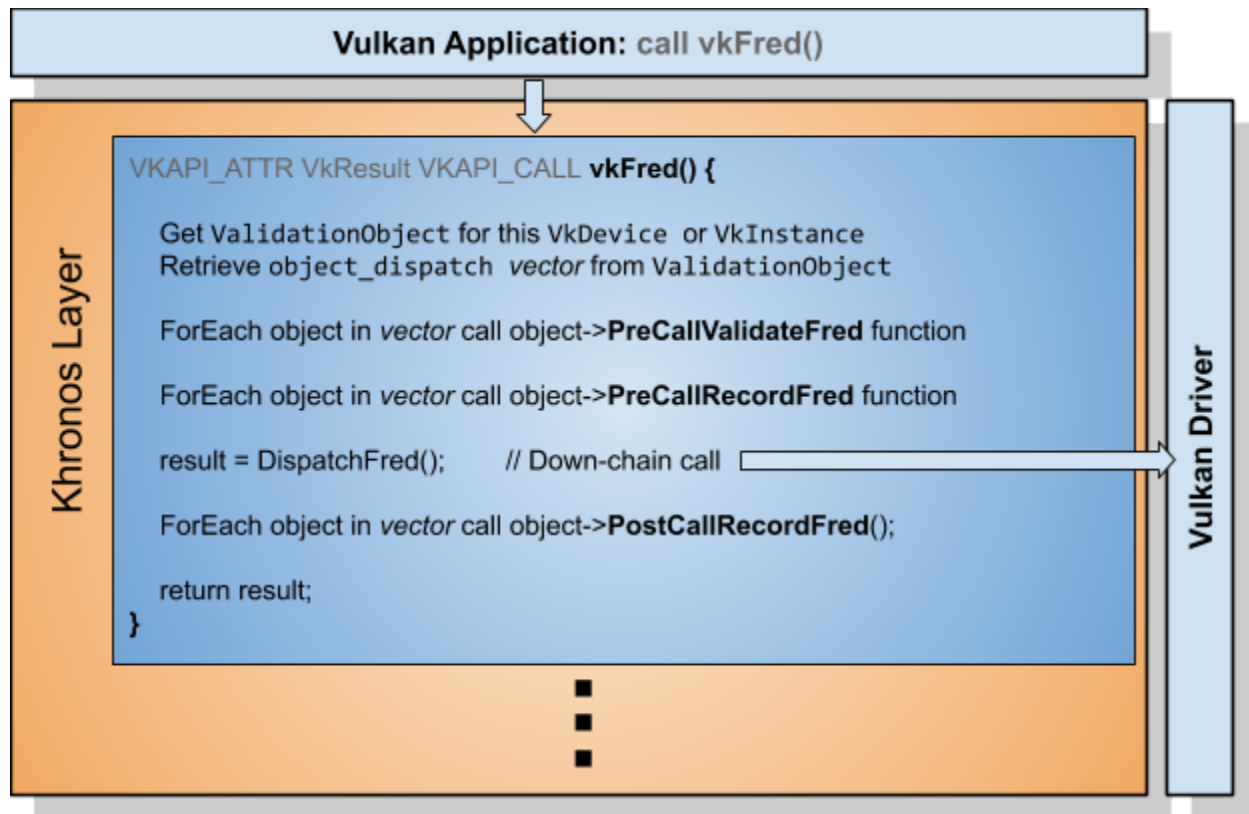 Vulkan Application: call vkFred()
Khronos Layer
VKAPI_ATTR VkResult VKAPI_CALL vkFred() {
Get ValidationObject for this VkDevice or VkInstance
Retrieve object_dispatch vector from ValidationObject
ForEach object in vector call object->PreCallValidateFred function
ForEach object in vector call object->PreCallRecordFred function
result = DispatchFred(); // Down-chain call
ForEach object in vector call object->PostCallRecordFred();
return result;
}
Vulkan Driver